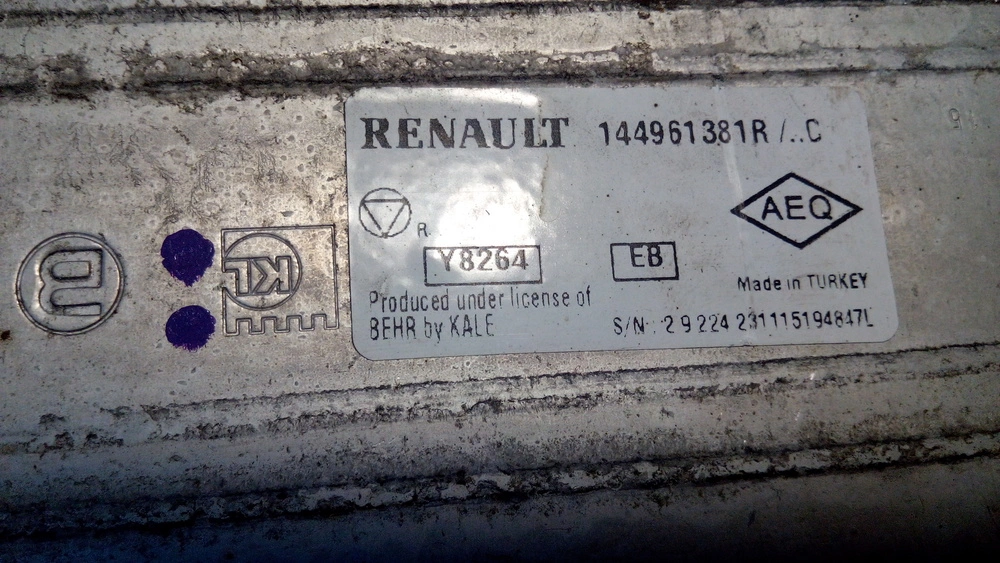 RENAULT 144961381R /..C
R
AEQ
Y8264 EB
Made in TURKEY
Produced under license of
BEHR by KALE
S/N : 2 9 224 231115194847L
KL